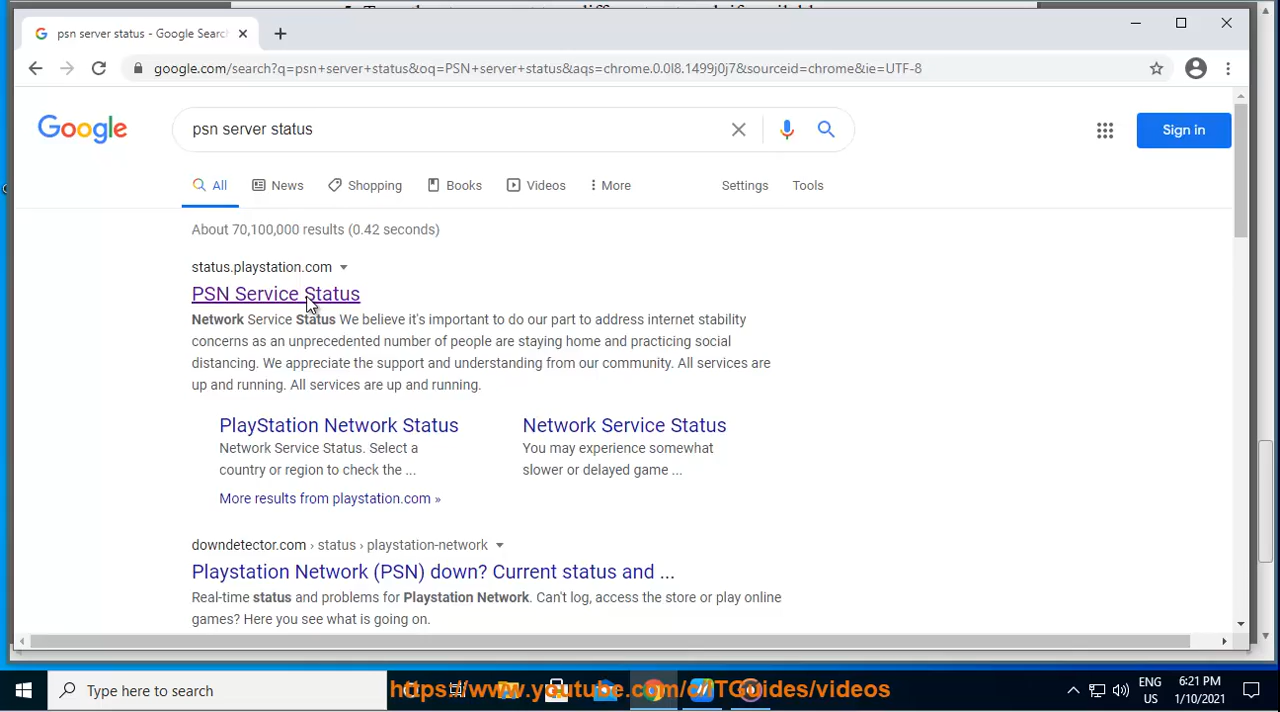 psn server status - Google Search
google.com/search?q=psn+server+status&oq=PSN+server+status&aqs=chrome.0.0l8.1499j0j7&sourceid=chrome&ie=UTF-8
Google
psn server status
Sign in
All
News
Shopping
Books
Videos
More
Settings
Tools
About 70,100,000 results (0.42 seconds)
status.playstation.com
PSN Service Status
Network Service Status We believe it's important to do our part to address internet stability
concerns as an unprecedented number of people are staying home and practicing social
distancing. We appreciate the support and understanding from our community. All services are
up and running. All services are up and running.
PlayStation Network Status
Network Service Status. Select a
country or region to check the ...
Network Service Status
You may experience somewhat
slower or delayed game ...
More results from playstation.com »
downdetector.com › status › playstation-network
Playstation Network (PSN) down? Current status and ...
Real-time status and problems for Playstation Network. Can't log, access the store or play online
games? Here you see what is going on.
Type here to search
https://www.youtube.com/c/ITGuides/videos
ENG
US
6:21 PM
1/10/2021